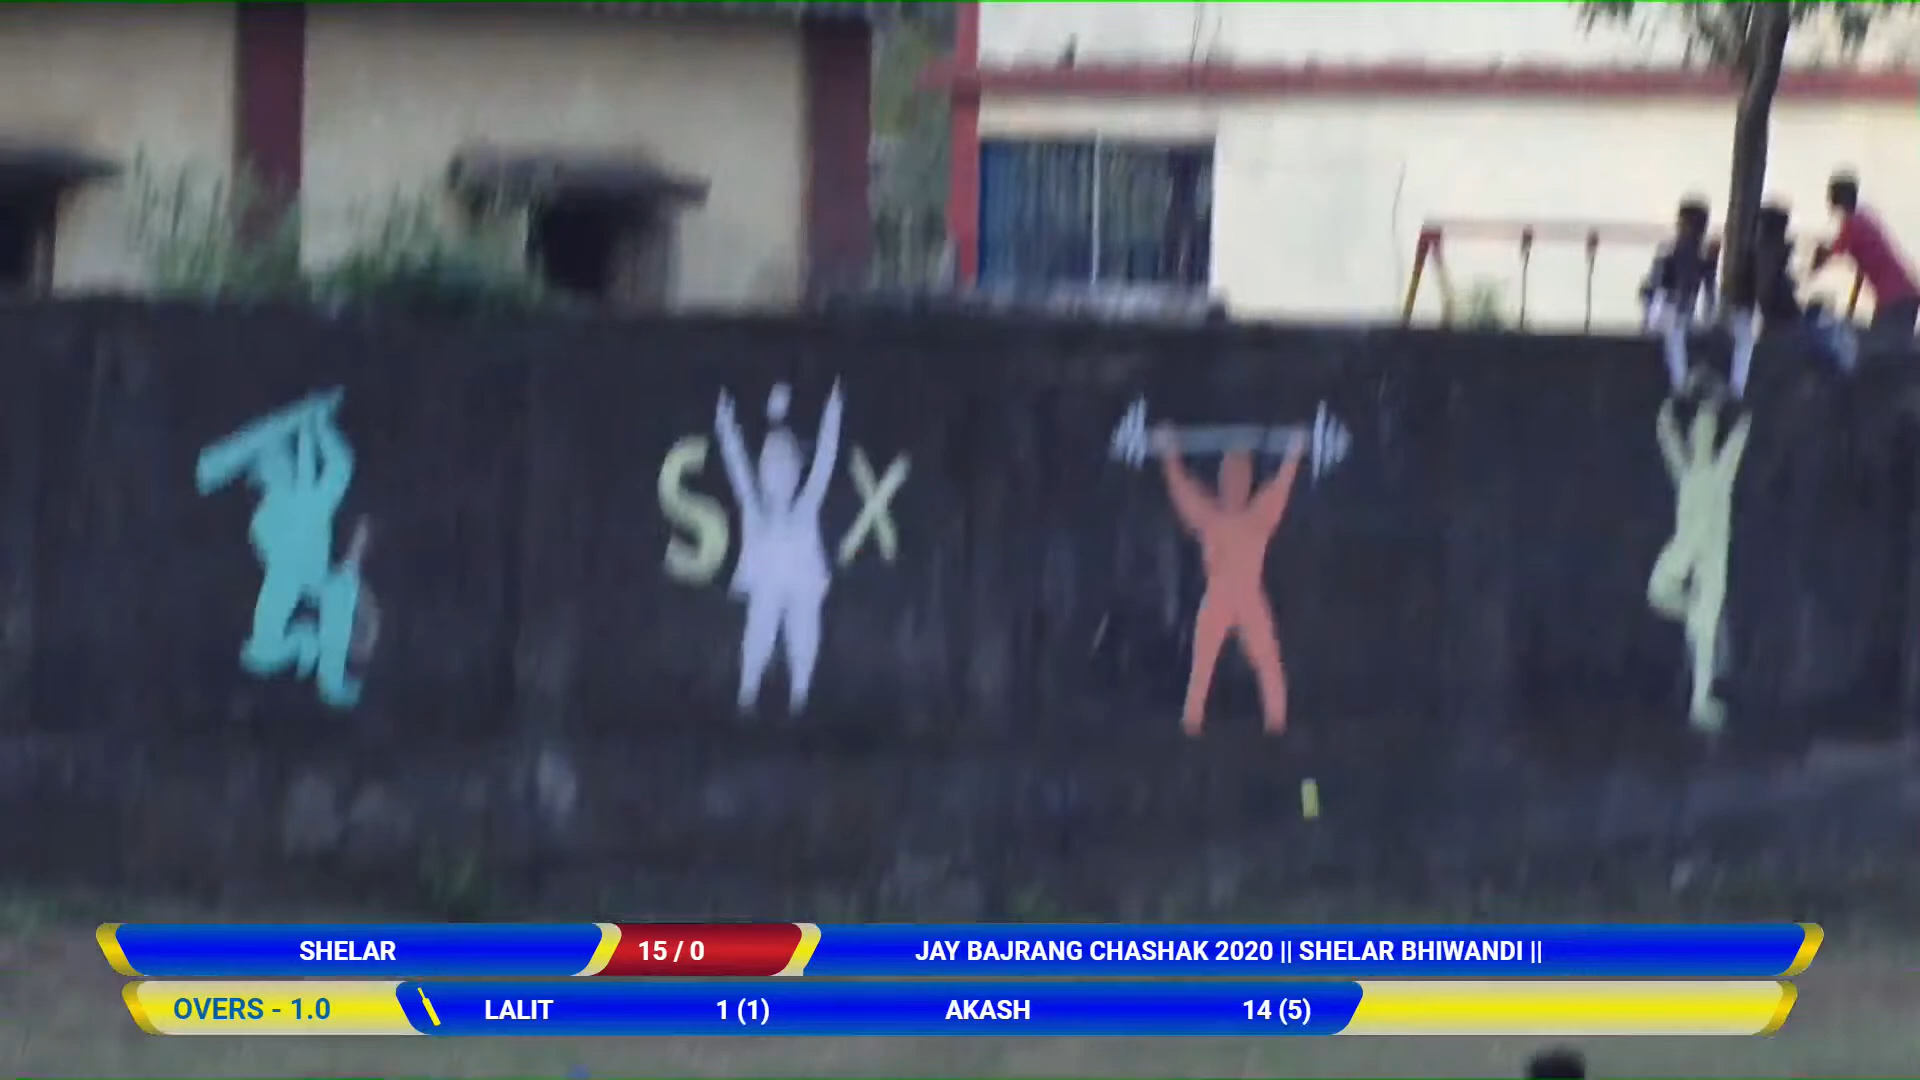 S X
SHELAR 15 / 0 JAY BAJRANG CHASHAK 2020 || SHELAR BHIWANDI ||
OVERS - 1.0 LALIT 1 (1) AKASH 14 (5)